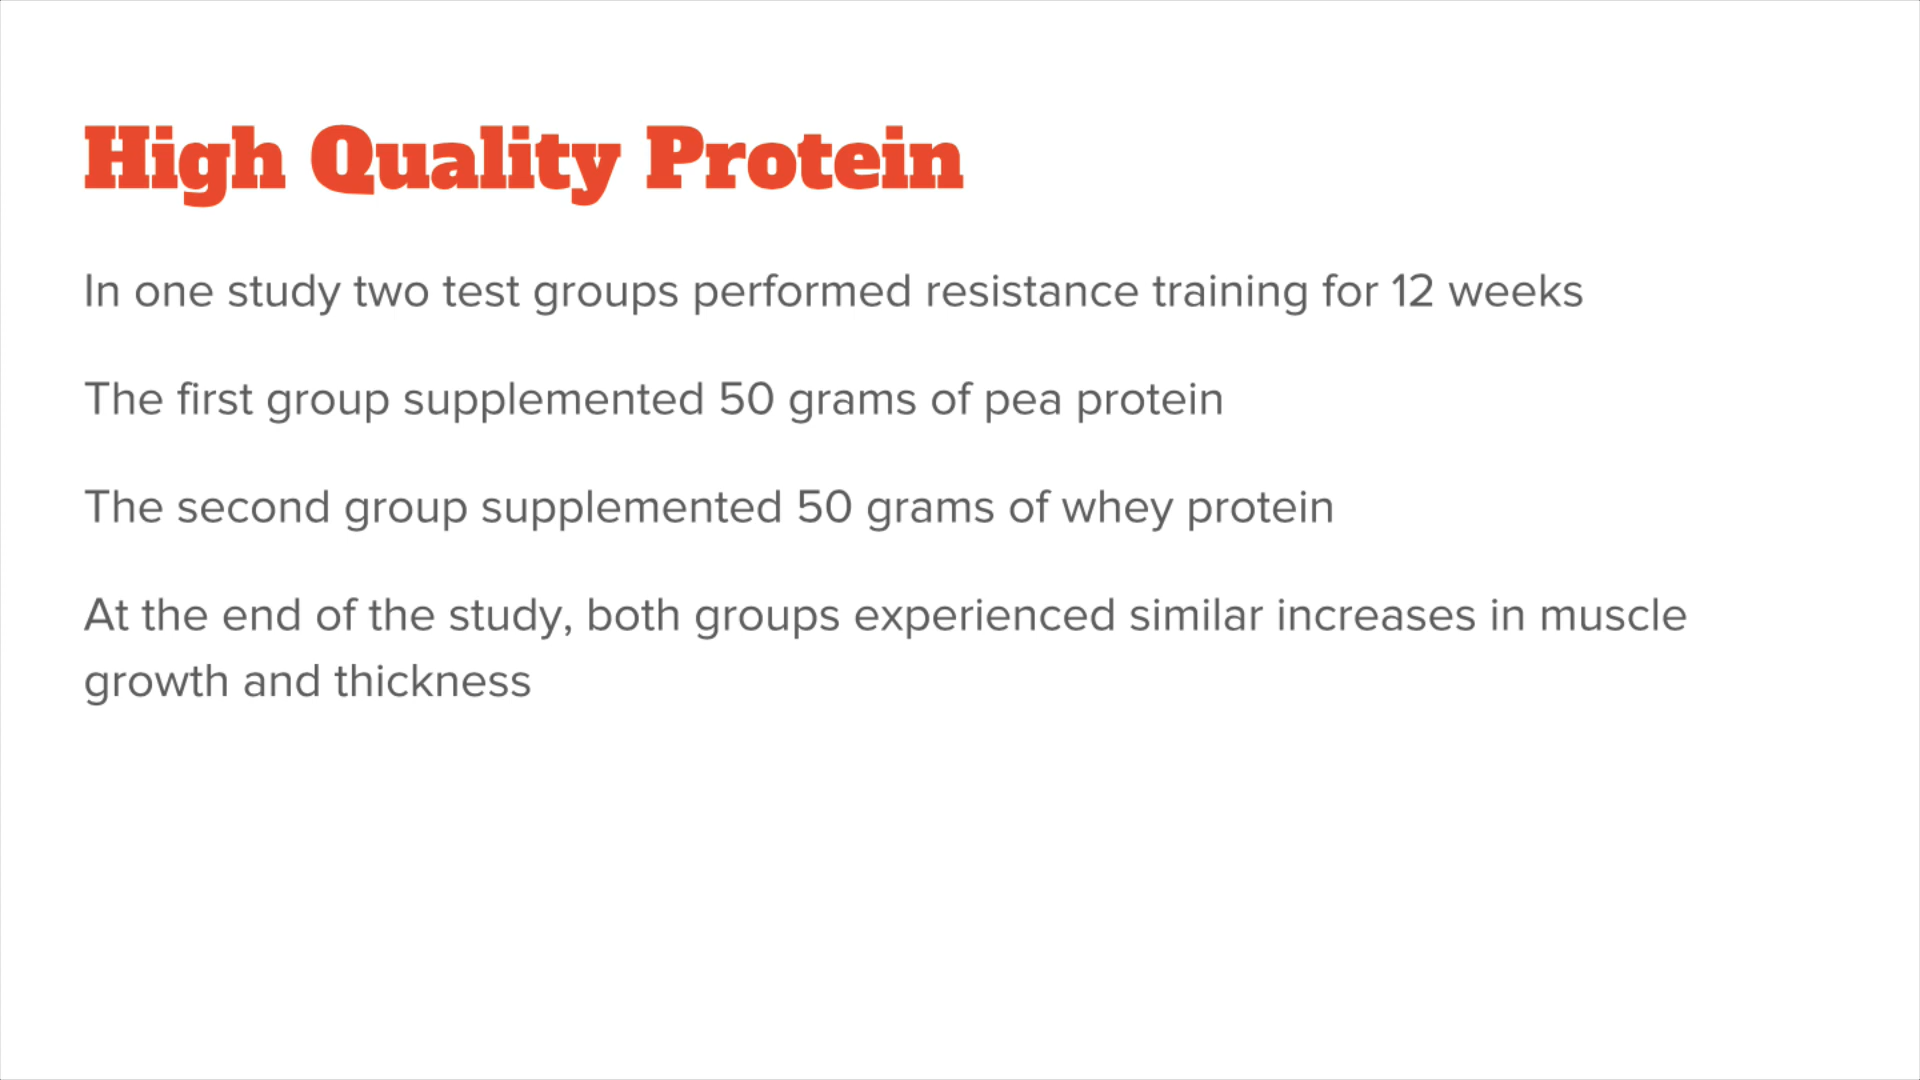 High Quality Protein
In one study two test groups performed resistance training for 12 weeks
The first group supplemented 50 grams of pea protein
The second group supplemented 50 grams of whey protein
At the end of the study, both groups experienced similar increases in muscle
growth and thickness